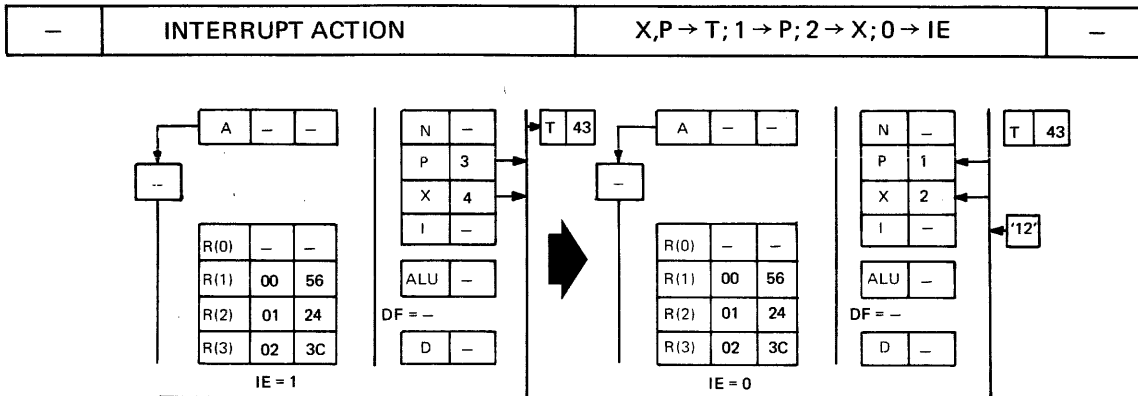 — INTERRUPT ACTION X,P → T; 1 → P; 2 → X; 0 → IE —
A – – N – T 43 A – – N – T 43
P 3 P 1
-- X 4 – X 2
I – I – '12'
R(0) – – R(0) – –
R(1) 00 56 ALU – R(1) 00 56 ALU –
R(2) 01 24 DF = – R(2) 01 24 DF = –
R(3) 02 3C D – R(3) 02 3C D –
IE = 1 IE = 0